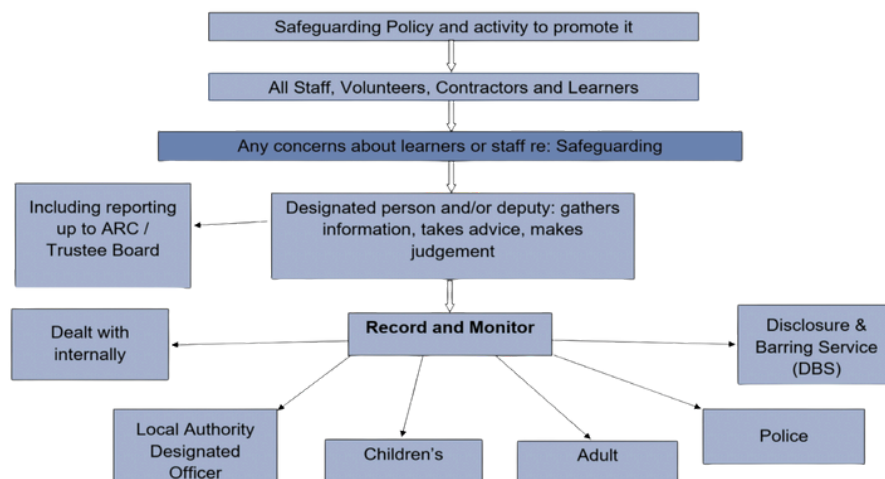 Safeguarding Policy and activity to promote it
All Staff, Volunteers, Contractors and Learners
Any concerns about learners or staff re: Safeguarding
Including reporting
up to ARC /
Trustee Board
Designated person and/or deputy: gathers
information, takes advice, makes
judgement
Dealt with
internally
Record and Monitor
Disclosure &
Barring Service
(DBS)
Local Authority
Designated
Officer
Children's
Adult
Police